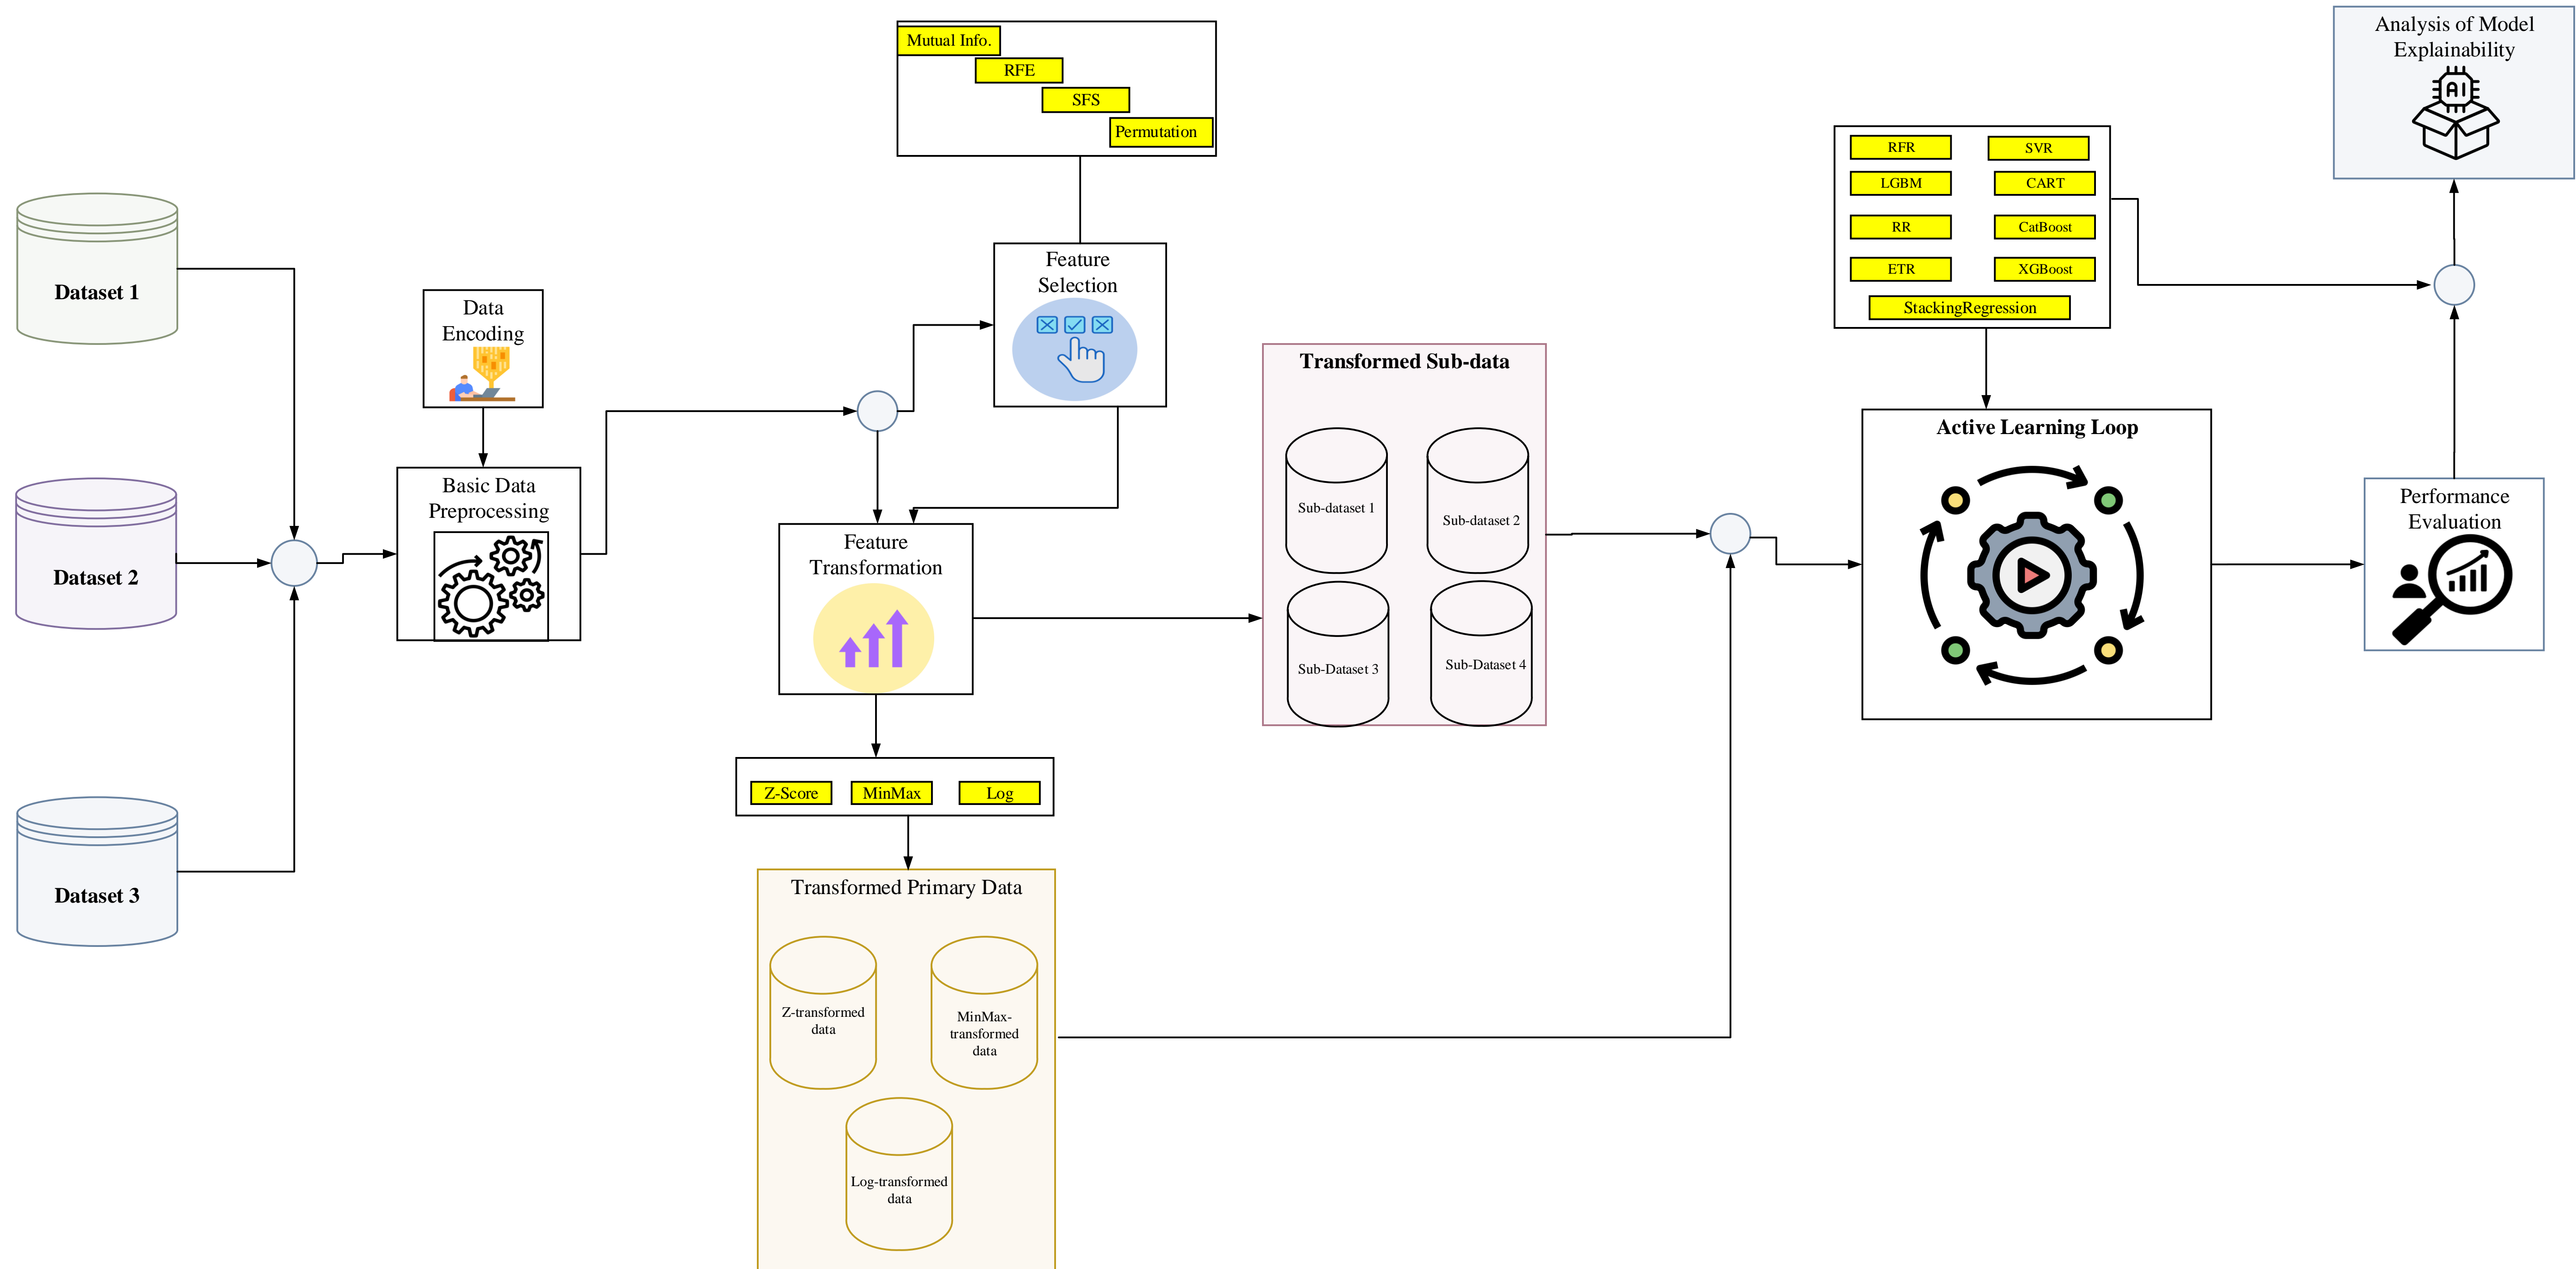 Mutual Info.
RFE
SFS
Permutation
Analysis of Model
Explainability
AI
RFR
SVR
LGBM
CART
RR
CatBoost
ETR
XGBoost
StackingRegression
Dataset 1
Data
Encoding
Feature
Selection
Transformed Sub-data
Sub-dataset 1
Sub-dataset 2
Sub-Dataset 3
Sub-Dataset 4
Active Learning Loop
Dataset 2
Basic Data
Preprocessing
Feature
Transformation
Performance
Evaluation
Z-Score
MinMax
Log
Dataset 3
Transformed Primary Data
Z-transformed
data
MinMax-
transformed
data
Log-transformed
data